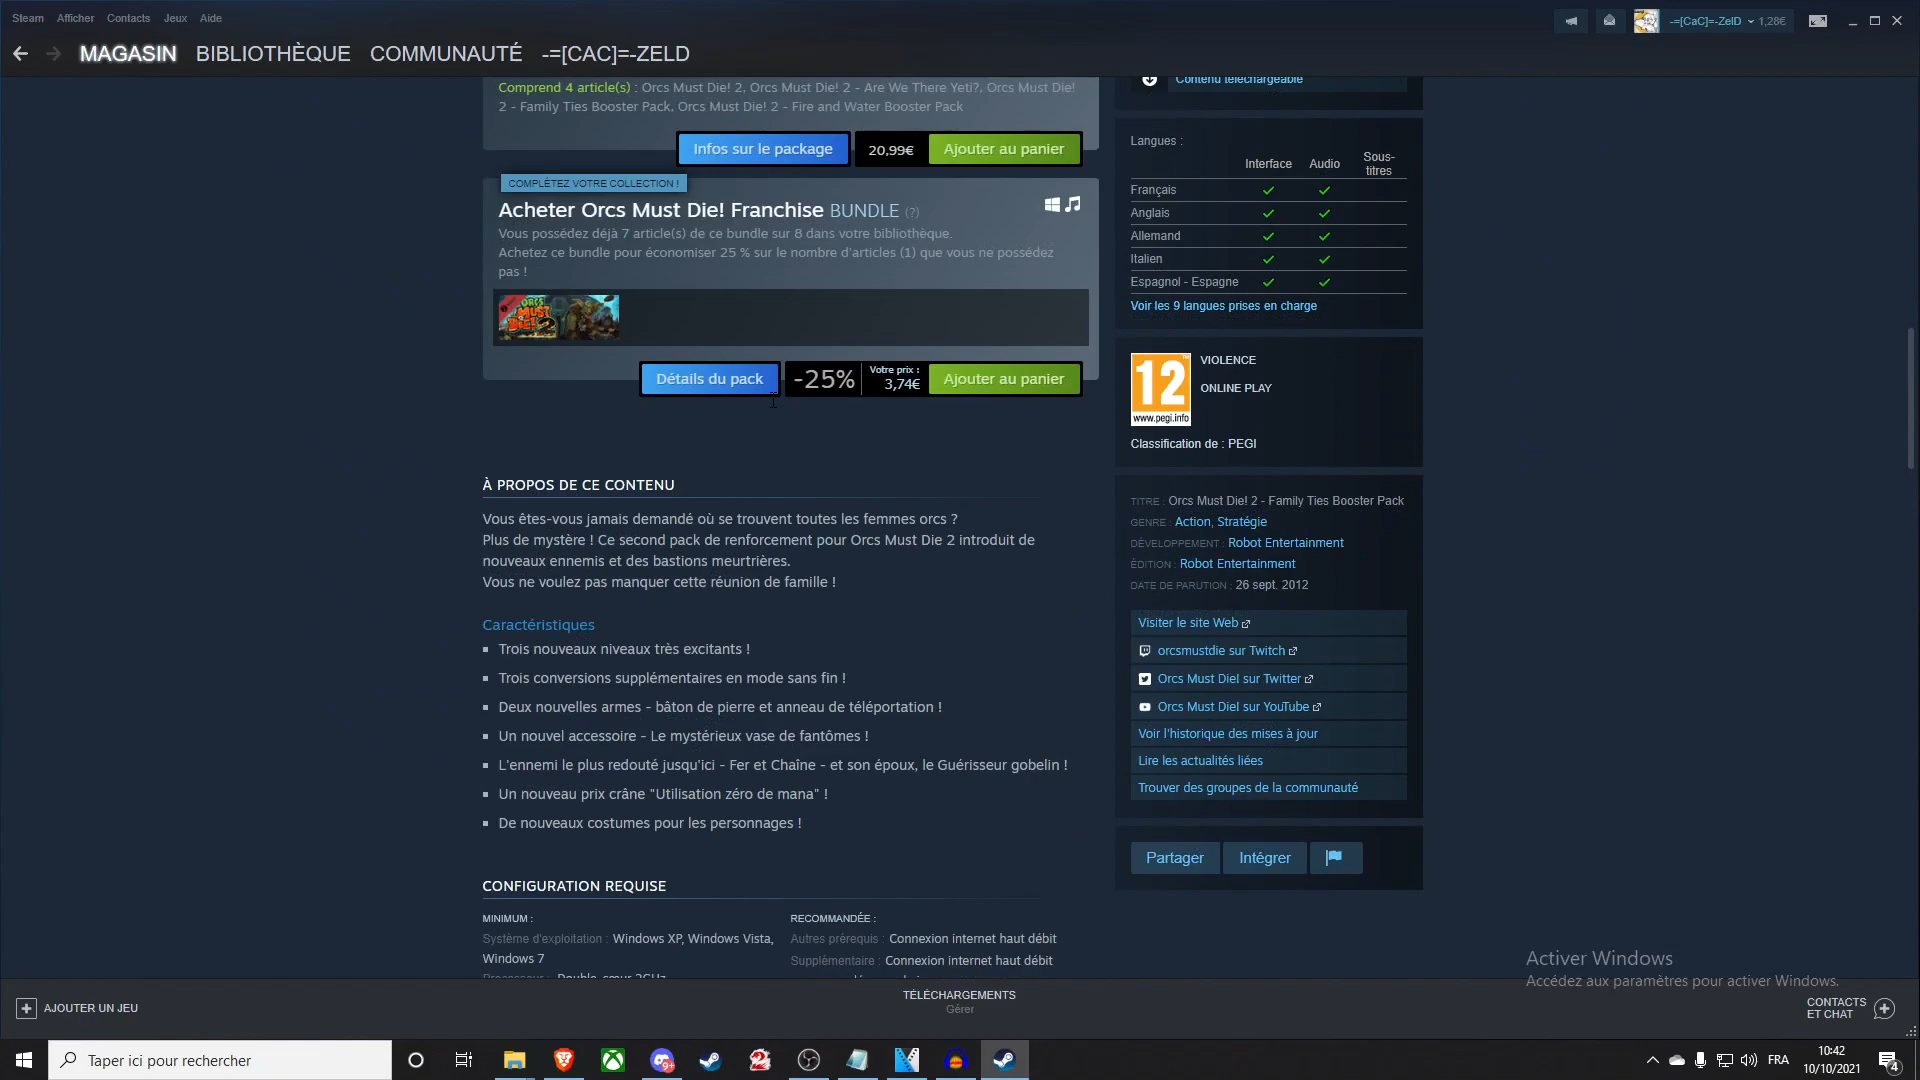 Steam Afficher Contacts Jeux Aide
-=[CaC]=-ZelD 1,28€
MAGASIN BIBLIOTHÈQUE COMMUNAUTÉ -=[CAC]=-ZELD
Comprend 4 article(s) : Orcs Must Die! 2, Orcs Must Die! 2 - Are We There Yeti?, Orcs Must Die!
2 - Family Ties Booster Pack, Orcs Must Die! 2 - Fire and Water Booster Pack
Infos sur le package 20,99€ Ajouter au panier
COMPLÉTEZ VOTRE COLLECTION !
Acheter Orcs Must Die! Franchise BUNDLE (?)
Vous possédez déjà 7 article(s) de ce bundle sur 8 dans votre bibliothèque.
Achetez ce bundle pour économiser 25 % sur le nombre d'articles (1) que vous ne possédez
pas !
ORCS
MUST
DIE! 2
Détails du pack -25% Votre prix :
3,74€ Ajouter au panier
À PROPOS DE CE CONTENU
Vous êtes-vous jamais demandé où se trouvent toutes les femmes orcs ?
Plus de mystère ! Ce second pack de renforcement pour Orcs Must Die 2 introduit de
nouveaux ennemis et des bastions meurtrières.
Vous ne voulez pas manquer cette réunion de famille !
Caractéristiques
Trois nouveaux niveaux très excitants !
Trois conversions supplémentaires en mode sans fin !
Deux nouvelles armes - bâton de pierre et anneau de téléportation !
Un nouvel accessoire - Le mystérieux vase de fantômes !
L'ennemi le plus redouté jusqu'ici - Fer et Chaîne - et son époux, le Guérisseur gobelin !
Un nouveau prix crâne "Utilisation zéro de mana" !
De nouveaux costumes pour les personnages !
CONFIGURATION REQUISE
MINIMUM :
Système d'exploitation : Windows XP, Windows Vista,
Windows 7
Processeur : Double-cœur 2GHz
RECOMMANDÉE :
Autres prérequis : Connexion internet haut débit
Supplémentaire : Connexion internet haut débit
Contenu téléchargeable
Langues :
Interface Audio Sous-
titres
Français
Anglais
Allemand
Italien
Espagnol - Espagne
Voir les 9 langues prises en charge
12
www.pegi.info
VIOLENCE
ONLINE PLAY
Classification de : PEGI
TITRE : Orcs Must Die! 2 - Family Ties Booster Pack
GENRE : Action, Stratégie
DÉVELOPPEMENT : Robot Entertainment
ÉDITION : Robot Entertainment
DATE DE PARUTION : 26 sept. 2012
Visiter le site Web
orcsmustdie sur Twitch
Orcs Must Die! sur Twitter
Orcs Must Die! sur YouTube
Voir l'historique des mises à jour
Lire les actualités liées
Trouver des groupes de la communauté
Partager Intégrer
Activer Windows
Accédez aux paramètres pour activer Windows.
AJOUTER UN JEU
TÉLÉCHARGEMENTS
Gérer
CONTACTS
ET CHAT
Taper ici pour rechercher
9+
FRA
10:42
10/10/2021
4